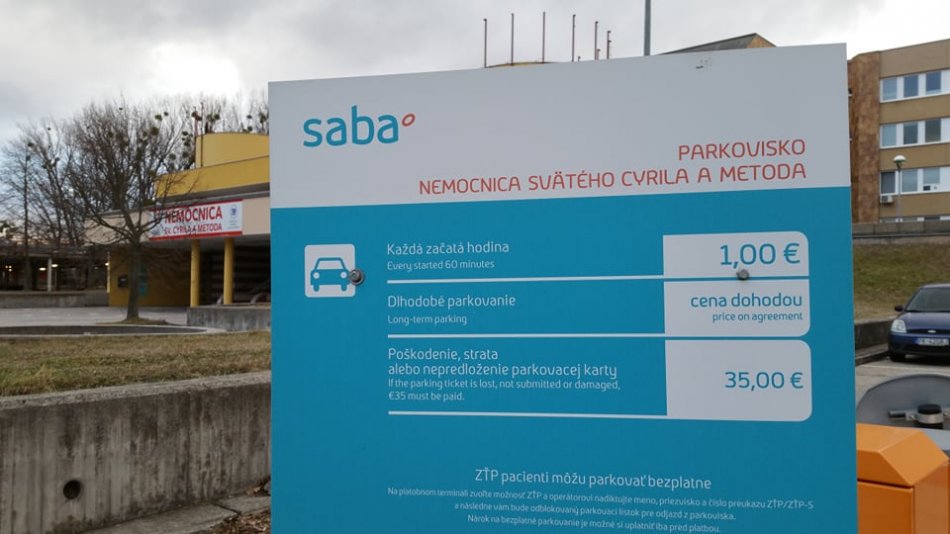 saba
PARKOVISKO
NEMOCNICA SVÄTÉHO CYRILA A METODA
NEMOCNICA
SV. CYRILA A METODA
Každá začatá hodina
Every started 60 minutes
1,00 €
Dlhodobé parkovanie
Long-term parking
cena dohodou
price on agreement
Poškodenie, strata
alebo nepredloženie parkovacej karty
If the parking ticket is lost, not submitted or damaged,
€35 must be paid.
35,00 €
ZŤP pacienti môžu parkovať bezplatne
Na platobnom termináli zvoľte možnosť ZŤP a operátorovi nadiktujte meno, priezvisko a číslo preukazu ZŤP/ZŤP-S
a následne vám bude odblokovaný parkovací lístok pre odjazd z parkoviska.
Nárok na bezplatné parkovanie je možné si uplatniť iba pred platbou.